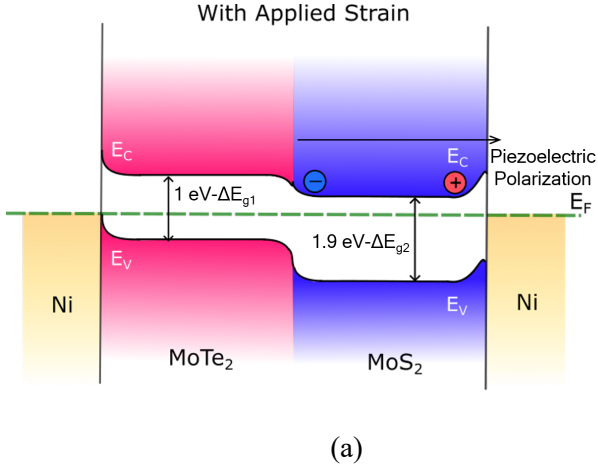 With Applied Strain
E_C
E_C
Piezoelectric
Polarization
− +
1 eV-ΔE_g1
E_F
1.9 eV-ΔE_g2
E_V
E_V
Ni
Ni
MoTe₂
MoS₂
(a)